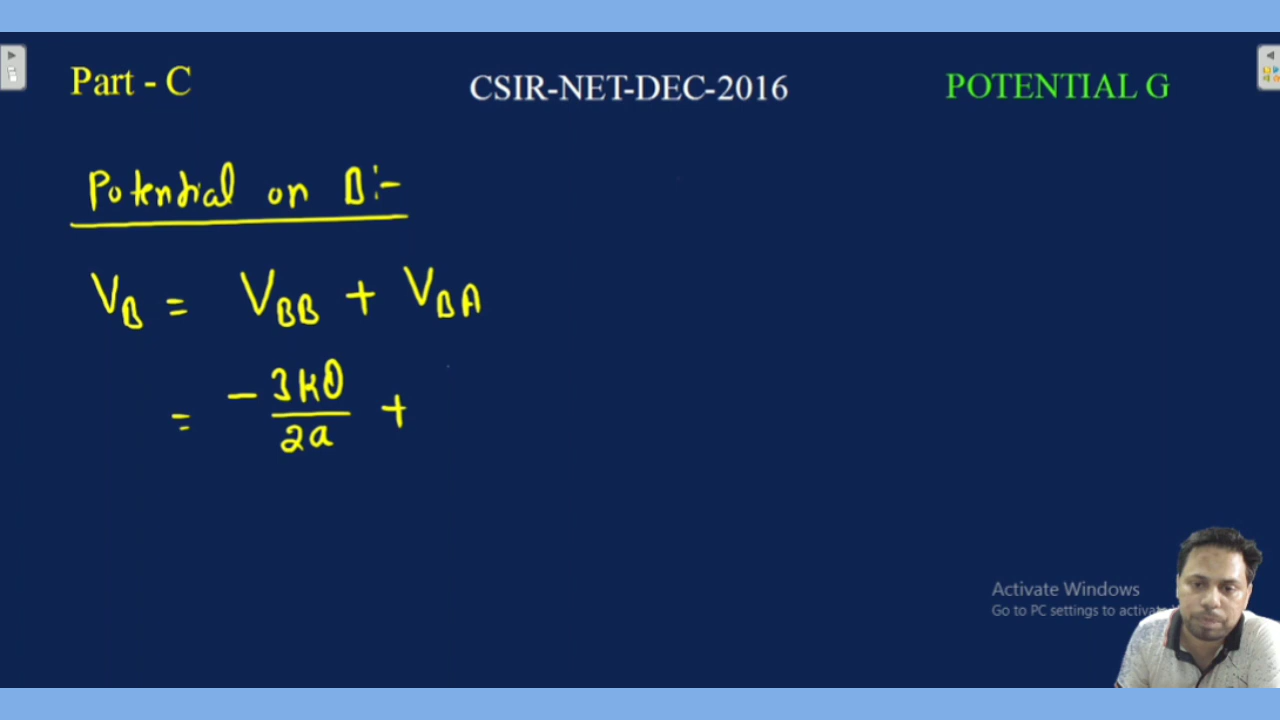 Part - C
CSIR-NET-DEC-2016
POTENTIAL G
Potential on B:-
V_B = V_BB + V_BA
= - 3kQ/2a +
Activate Windows
Go to PC settings to activate